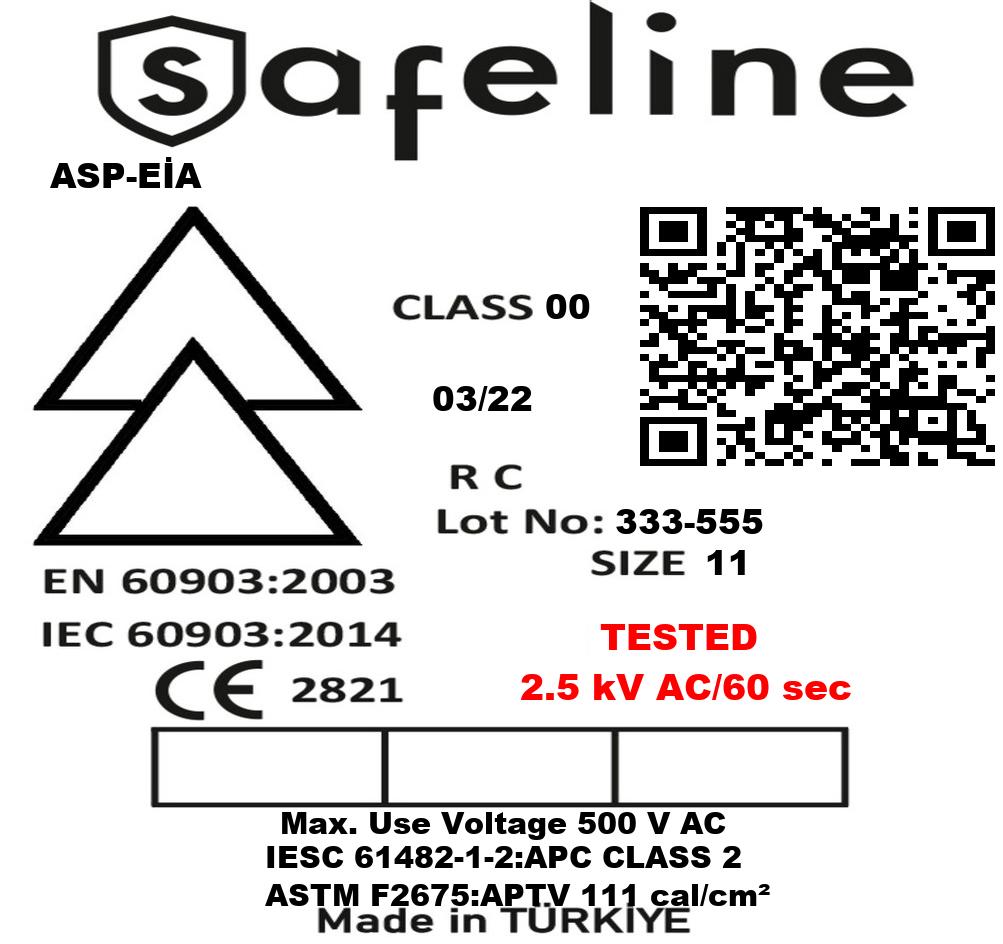 safeline
ASP-EİA
CLASS 00
03/22
R C
Lot No: 333-555
SIZE 11
EN 60903:2003
IEC 60903:2014
TESTED
CE 2821
2.5 kV AC/60 sec
Max. Use Voltage 500 V AC
IESC 61482-1-2:APC CLASS 2
ASTM F2675:APTV 111 cal/cm²
Made in TÜRKİYE